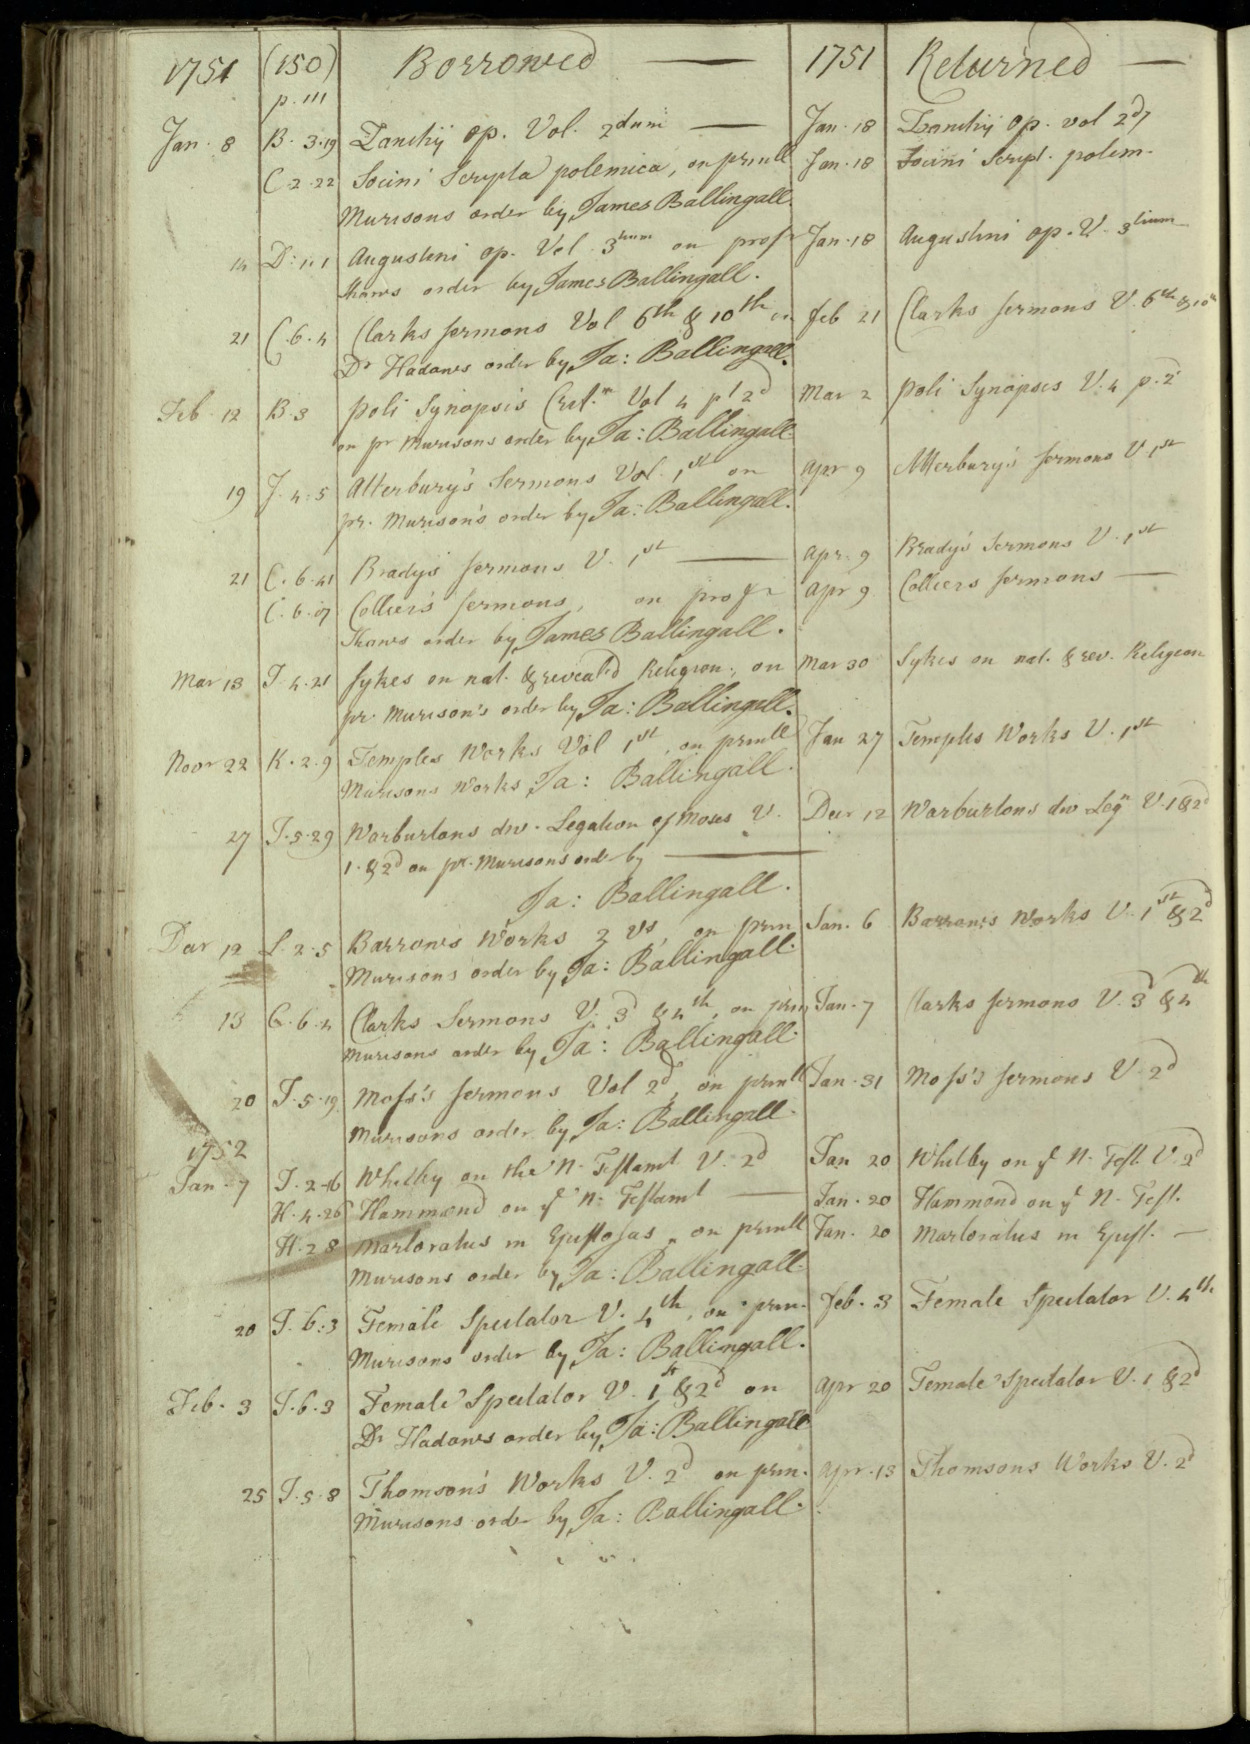 1751 (150) Borrowed — 1751 Returned —
p. 111
Jan. 8 B. 3.19 Zanchij op. Vol. 2dum — Jan. 18 Zanchij op. vol 2d
C.2.22 Socini Scripta polemica, on prinll Jan. 18 Socini Script. polem.
Murisons order by James Ballingall.
14 D.1.1 Augustini op. Vol. 3tium on profr Jan. 18 Augustini op. V. 3tium
Shaws order by James Ballingall.
21 C.6.4 Clarks sermons Vol 6th & 10th on feb 21 Clarks sermons V. 6th & 10th
Dr Hadows order by Ja: Ballingall.
Feb. 12 B.3 poli Synopsis Crit.m Vol 4 pt 2d Mar 2 poli Synopsis V. 4 p. 2d
on pr Murisons order by Ja: Ballingall.
19 J.4.5 Atterbury's Sermons Vol. 1st on apr 9 Atterbury's sermons V 1st
pr. Murison's order by Ja: Ballingall.
21 C.6.41 Bradys sermons V. 1st — apr. 9 Brady's Sermons V. 1st
C.6.07 Collier's sermons, on profr apr 9 Colliers sermons —
Shaws order by James Ballingall.
Mar 13 J.4.21 sykes on nat. & reveal'd Religion, on Mar 30 Sykes on nat. & rev. Religion
pr. Murison's order by Ja: Ballingall.
Novr 22 K.2.9 Temples Works Vol 1st, on prinll Jan 27 Temples Works V. 1st
Murisons Works Ja: Ballingall.
27 J.5.29 Warburtons div. Legation of Moses V. Decr 12 Warburtons div Legn V. 1 & 2d
1. & 2d on pr. Murisons order by —
Ja: Ballingall.
Decr 12 L.2.5 Barrows Works 2 Vs, on prin Jan. 6 Barrows Works V. 1st & 2d
Murisons order by Ja: Ballingall.
13 C.6.4 Clarks Sermons V. 3d & 4th, on prin Jan. 7 Clarks sermons V. 3d & 4th
Murisons order by Ja: Ballingall.
20 J.5.19 Moss's sermons Vol 2d, on prinll Jan. 31 Moss's sermons V. 2d
Murisons order by Ja: Ballingall.
1752
Jan. 7 J.2.16 Whitby on the N. Testamt V. 2d Jan 20 Whitby on ye N. Test. V. 2d
H.4.26 Hammond on ye N. Testamt — Jan. 20 Hammond on ye N. Test.
H.2.8 Marloratus in Epistolas, on prinll Jan. 20 Marloratus in Epist. —
Murisons order by Ja: Ballingall.
20 J.6.3 Female Spectator V. 4th, on prin. feb. 3 Female Spectator V. 4th
Murisons order by Ja: Ballingall.
Feb. 3 J.6.3 Female Spectator V. 1st & 2d on apr 20 Female Spectator V. 1 & 2d
Dr Hadows order by Ja: Ballingall
25 J.5.8 Thomson's Works V. 2d on prin. apr. 13 Thomsons Works V. 2d
Murisons order by Ja: Ballingall.